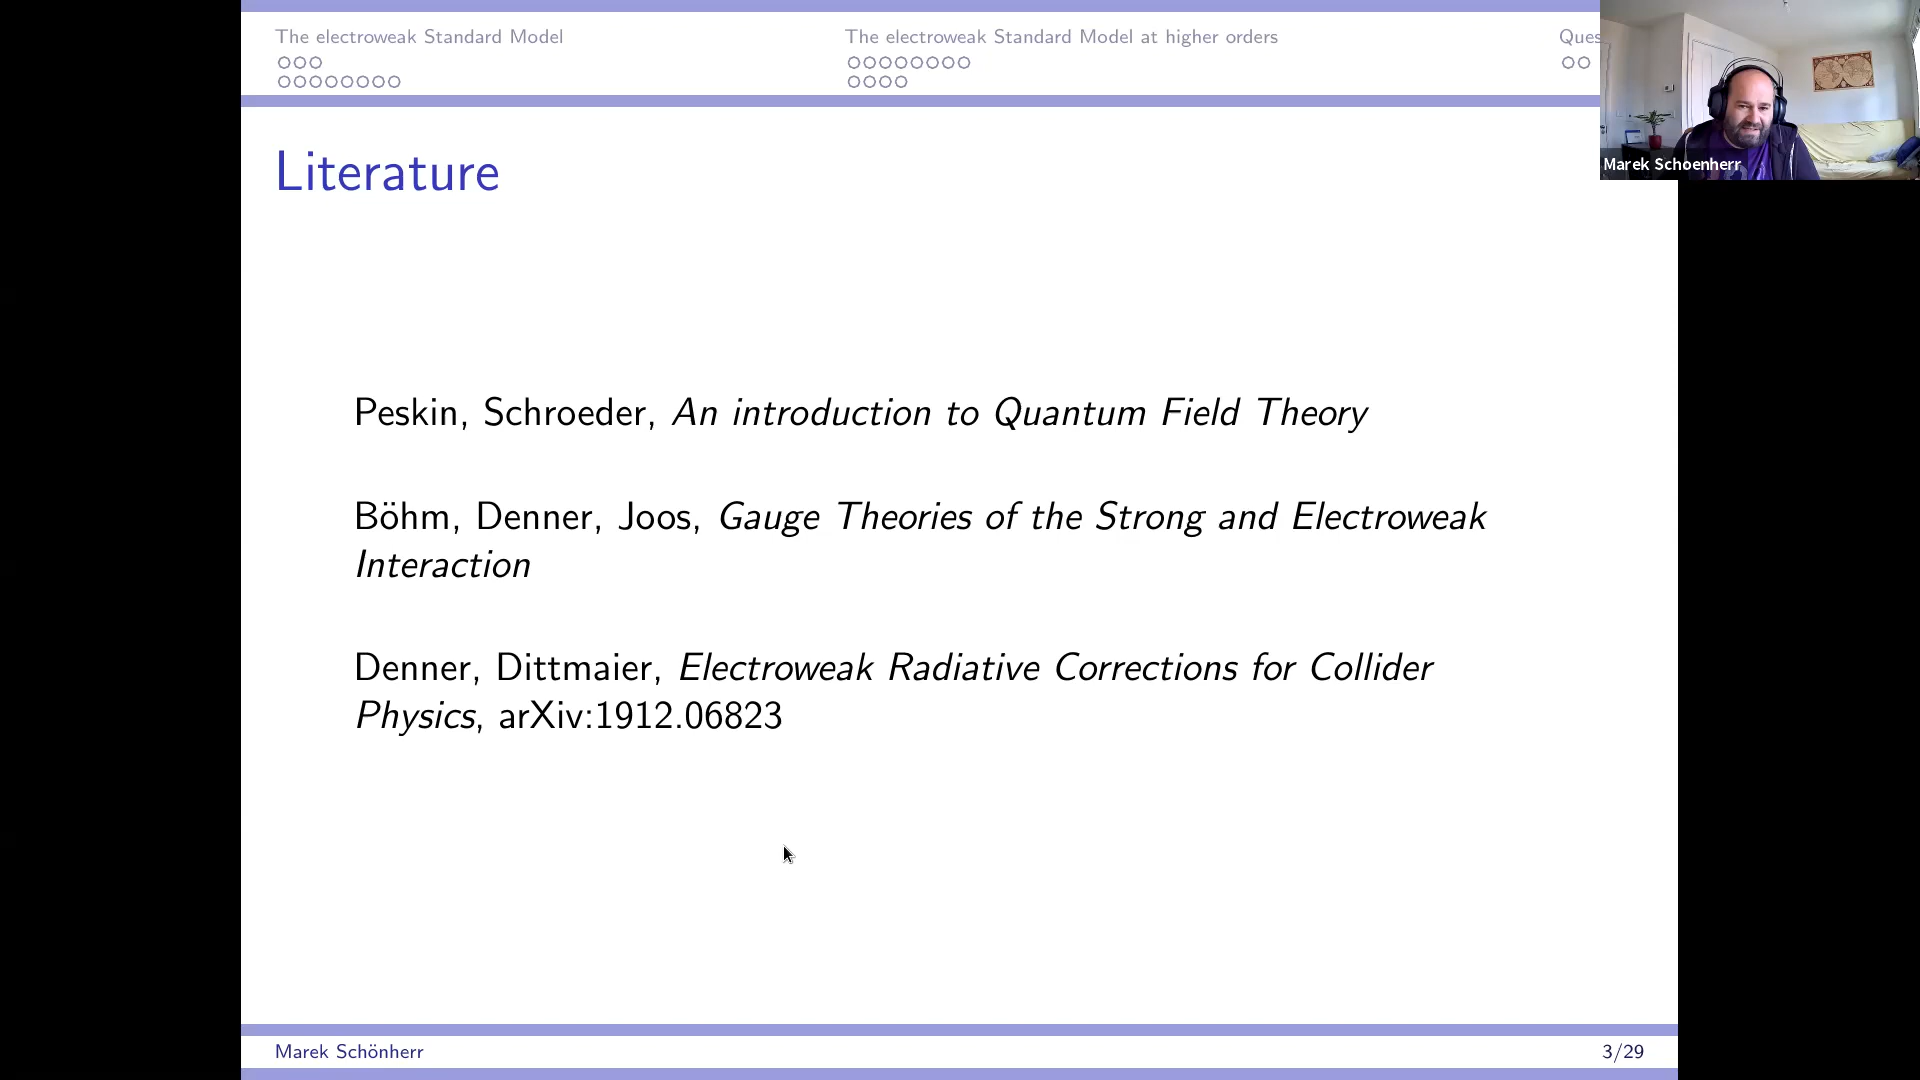 The electroweak Standard Model
The electroweak Standard Model at higher orders
Ques
Marek Schoenherr
Literature
Peskin, Schroeder, An introduction to Quantum Field Theory
Böhm, Denner, Joos, Gauge Theories of the Strong and Electroweak
Interaction
Denner, Dittmaier, Electroweak Radiative Corrections for Collider
Physics, arXiv:1912.06823
Marek Schönherr
3/29